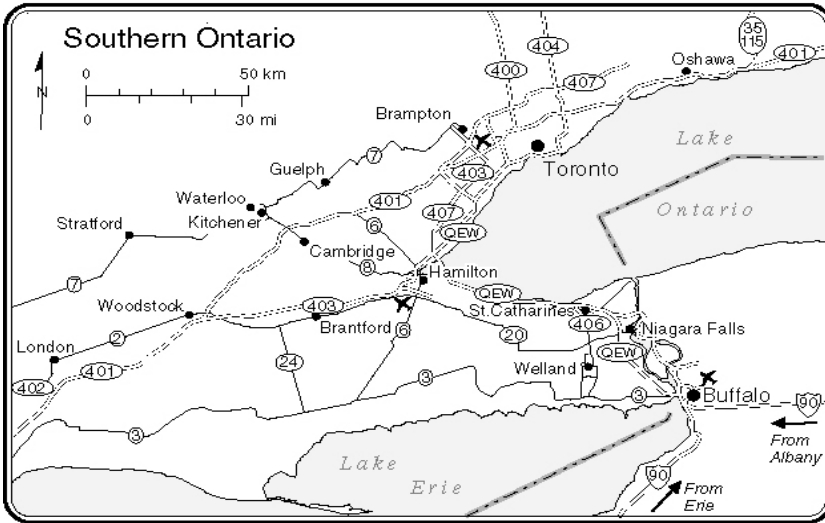 Southern Ontario
N
0 50 km
0 30 mi
400
404
407
35
115
401
Oshawa
Brampton
7
Guelph
403
Toronto
Lake
Ontario
Waterloo
Kitchener
401
407
QEW
Stratford
6
Cambridge
8
Hamilton
7
Woodstock
403
QEW
St.Catharines
406
Niagara Falls
2
Brantford
6
20
London
24
QEW
Welland
402
401
3
3
Buffalo
90
From
Albany
3
Lake
Erie
90
From
Erie